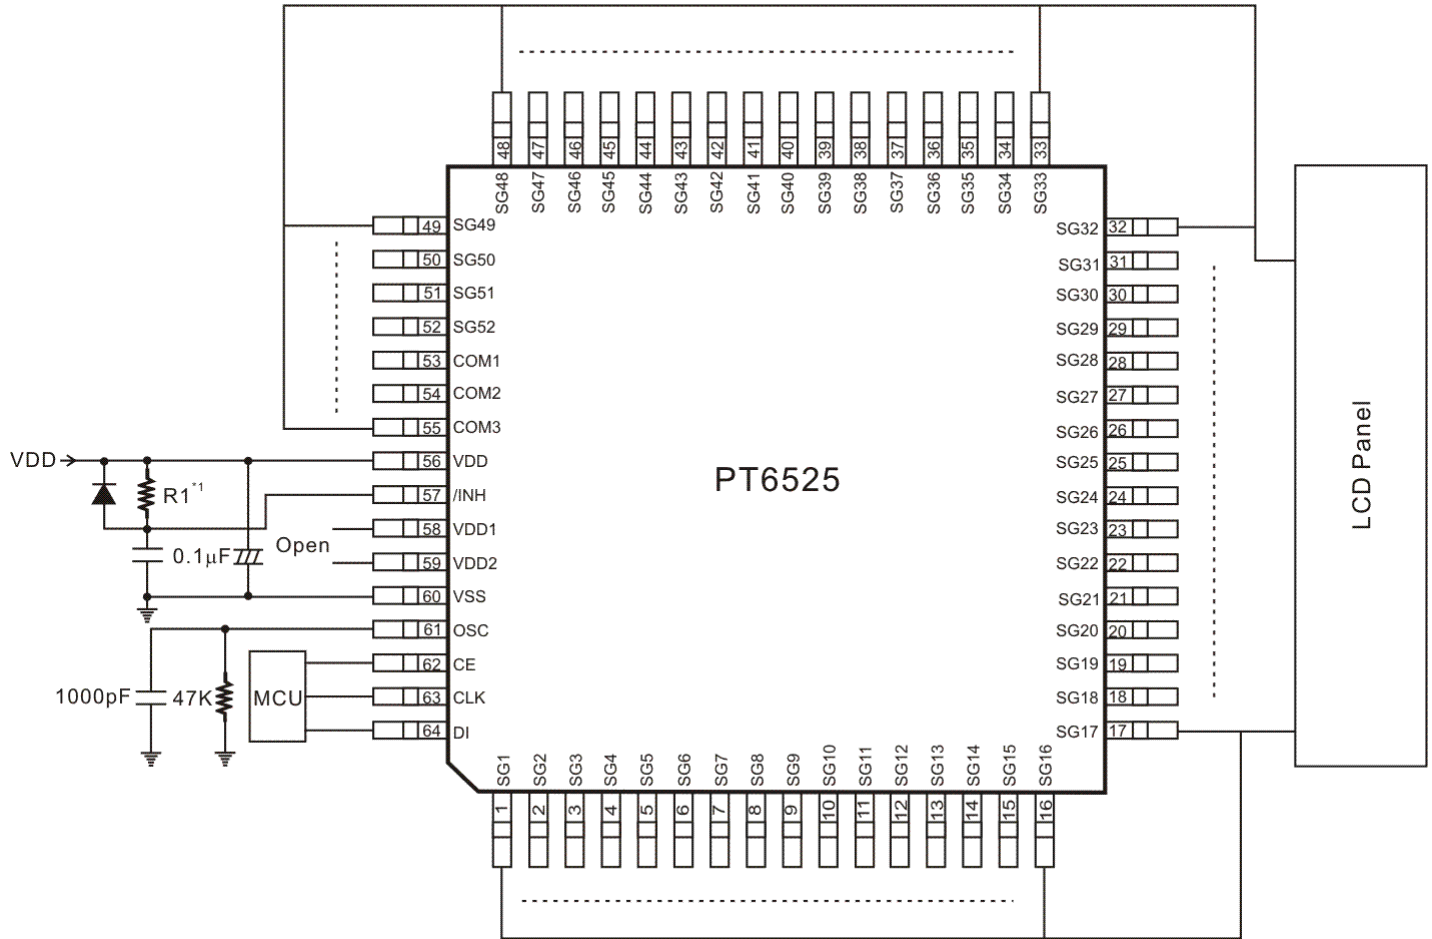 48 47 46 45 44 43 42 41 40 39 38 37 36 35 34 33
SG48 SG47 SG46 SG45 SG44 SG43 SG42 SG41 SG40 SG39 SG38 SG37 SG36 SG35 SG34 SG33
49 SG49
50 SG50
51 SG51
52 SG52
53 COM1
54 COM2
55 COM3
VDD
56 VDD
R1*1
57 /INH
58 VDD1
Open
0.1µF
59 VDD2
60 VSS
61 OSC
62 CE
1000pF
47K
MCU
63 CLK
64 DI
PT6525
SG32 32
SG31 31
SG30 30
SG29 29
SG28 28
SG27 27
SG26 26
SG25 25
SG24 24
SG23 23
SG22 22
SG21 21
SG20 20
SG19 19
SG18 18
SG17 17
LCD Panel
SG1 SG2 SG3 SG4 SG5 SG6 SG7 SG8 SG9 SG10 SG11 SG12 SG13 SG14 SG15 SG16
1 2 3 4 5 6 7 8 9 10 11 12 13 14 15 16